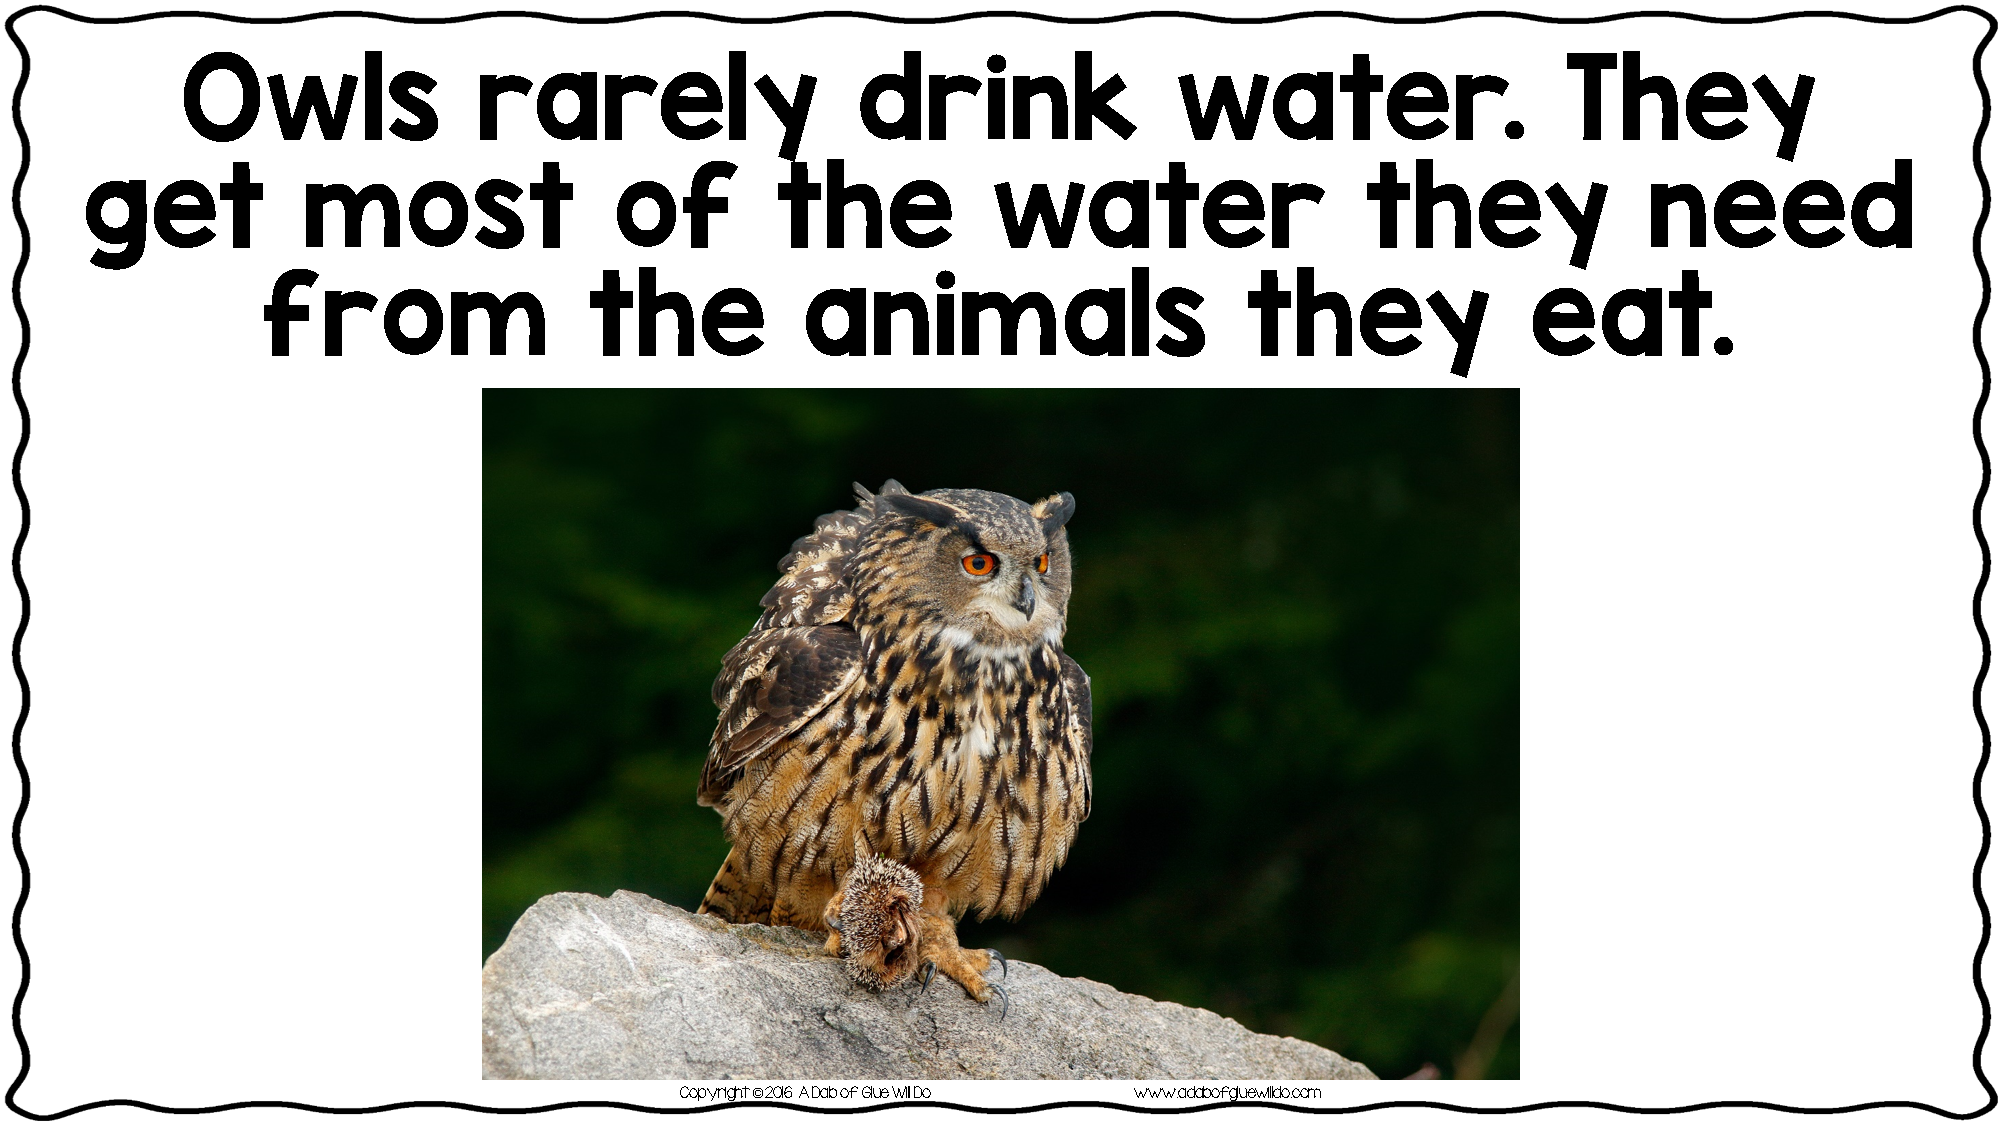 Owls rarely drink water. They
get most of the water they need
from the animals they eat.
Copyright ©2016 A Dab of Glue Will Do www.adabofgluewilldo.com